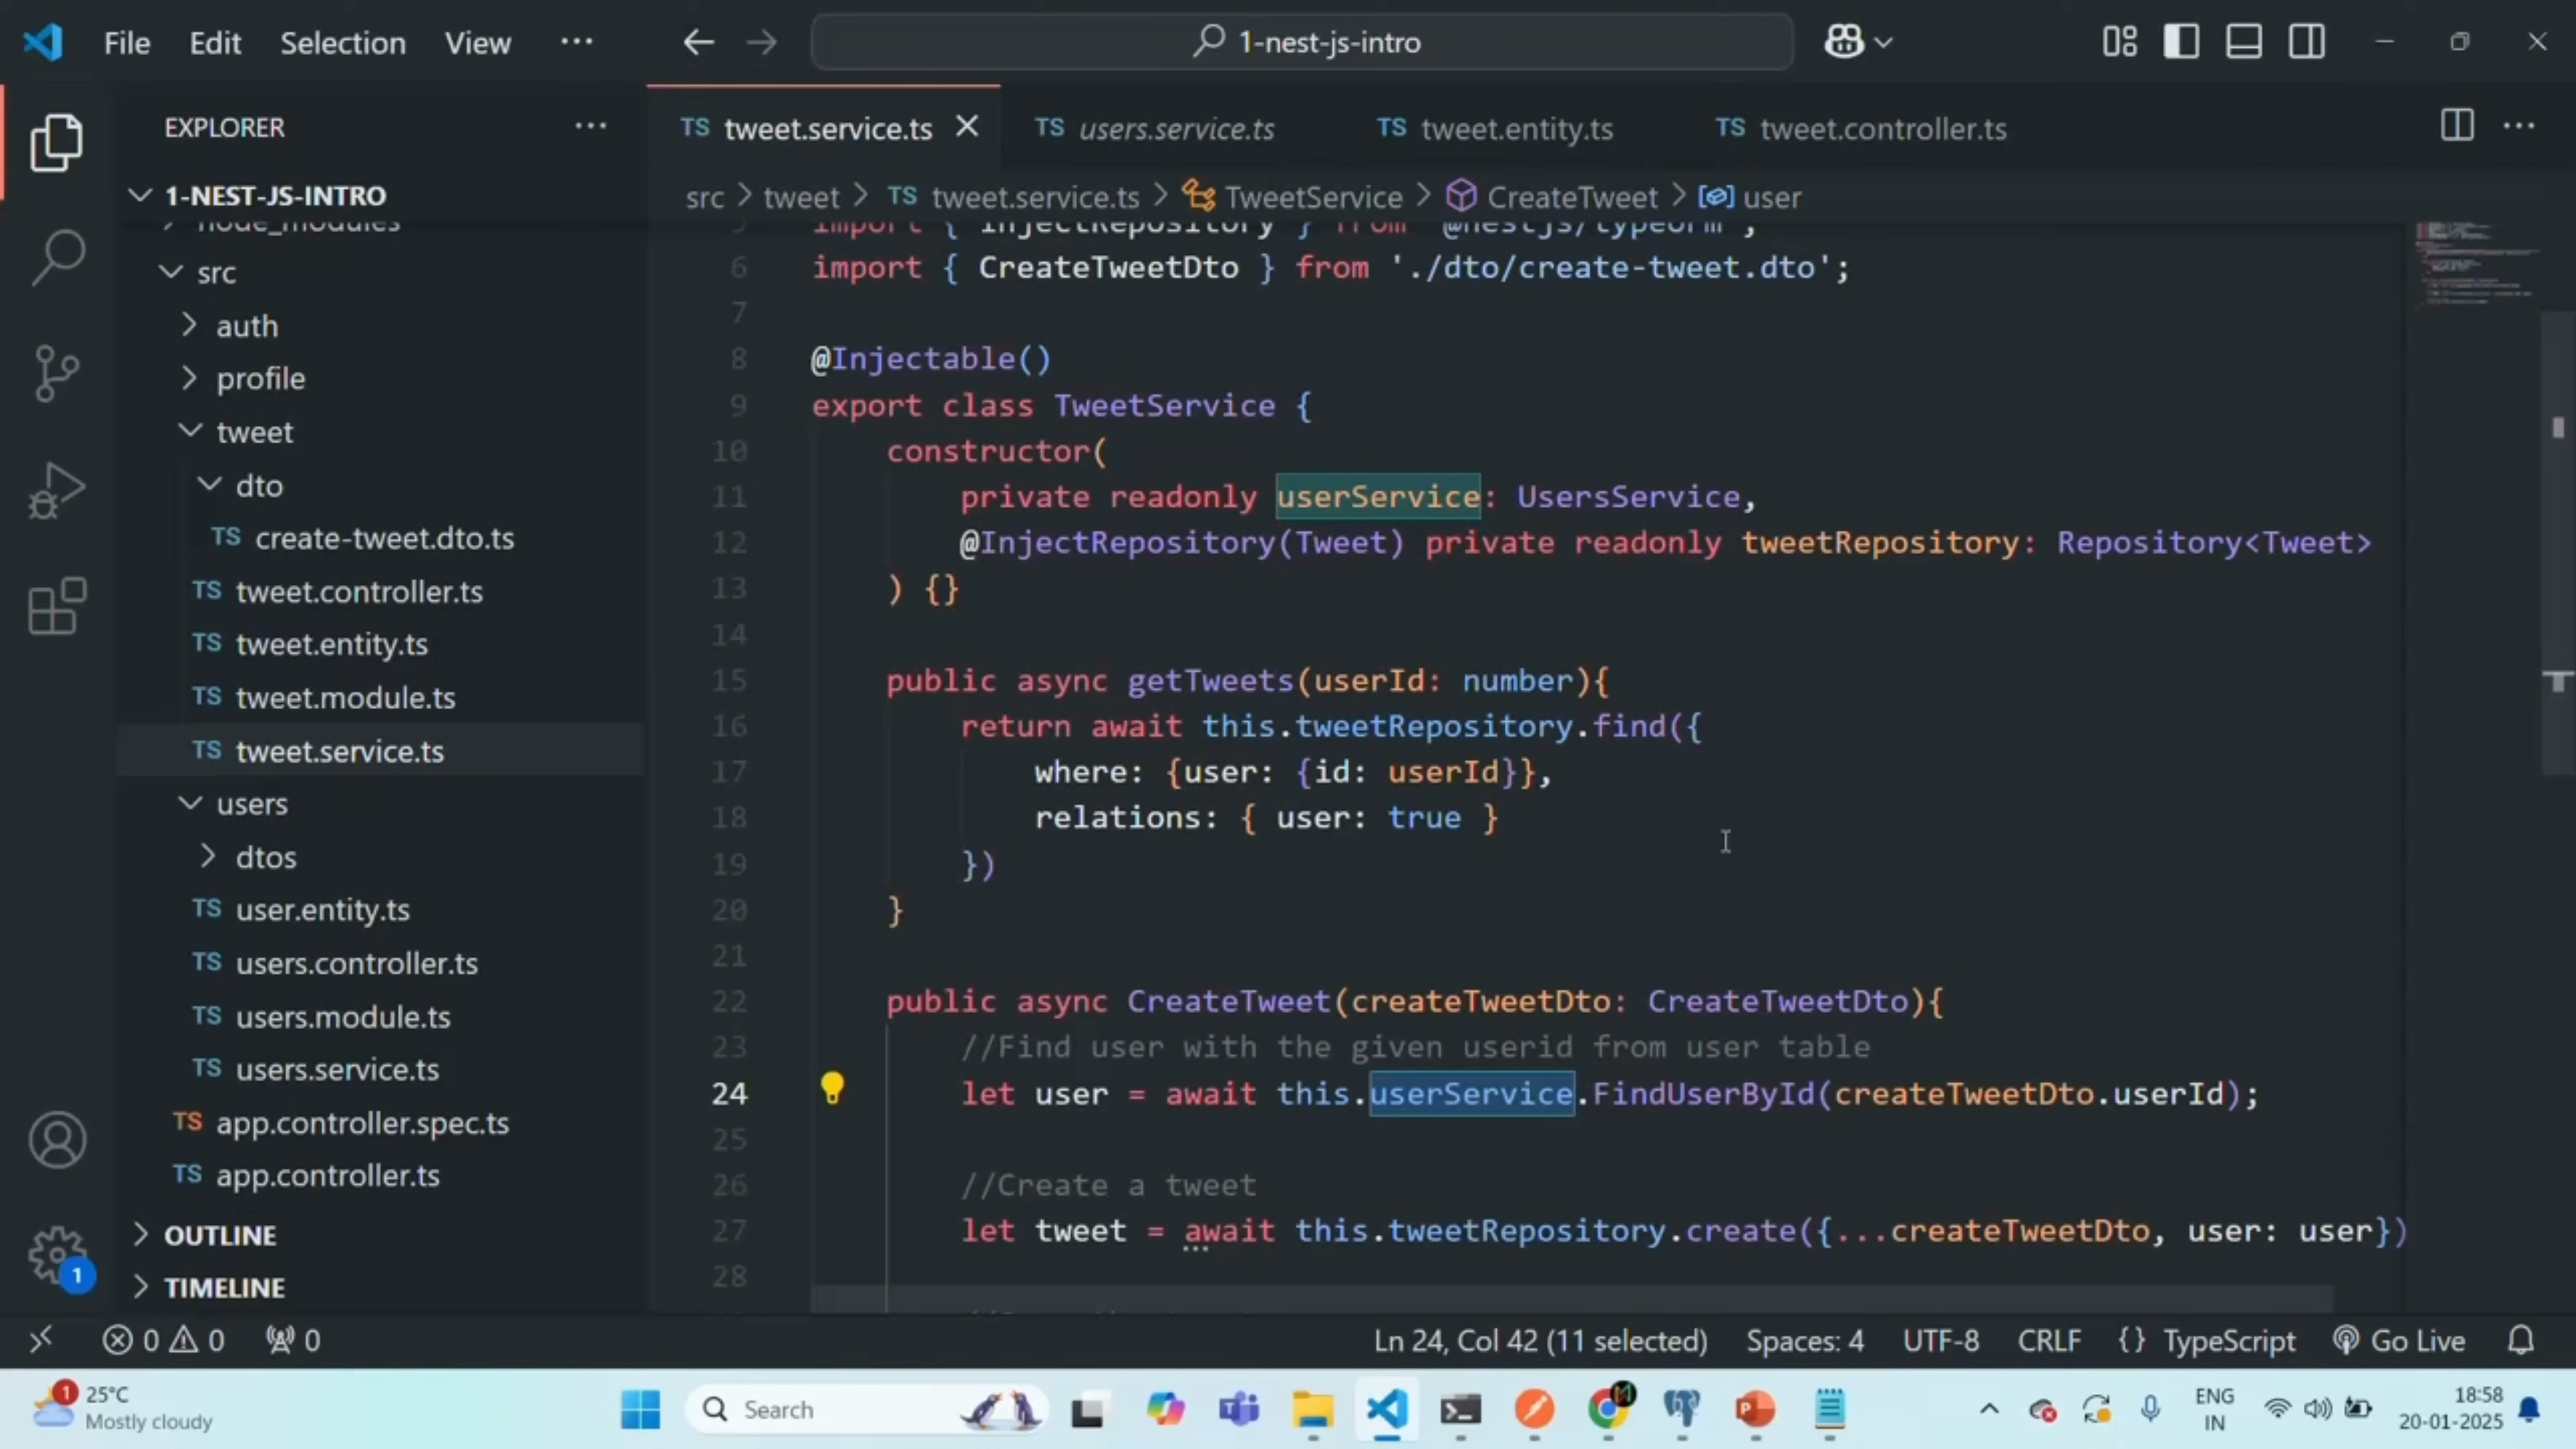 File Edit Selection View ... 1-nest-js-intro
EXPLORER ...
1-NEST-JS-INTRO
node_modules
src
auth
profile
tweet
dto
TS create-tweet.dto.ts
TS tweet.controller.ts
TS tweet.entity.ts
TS tweet.module.ts
TS tweet.service.ts
users
dtos
TS user.entity.ts
TS users.controller.ts
TS users.module.ts
TS users.service.ts
TS app.controller.spec.ts
TS app.controller.ts
OUTLINE
TIMELINE
1
TS tweet.service.ts TS users.service.ts TS tweet.entity.ts TS tweet.controller.ts
src > tweet > TS tweet.service.ts > TweetService > CreateTweet > user
5 import { InjectRepository } from '@nestjs/typeorm';
6 import { CreateTweetDto } from './dto/create-tweet.dto';
7
8 @Injectable()
9 export class TweetService {
10 constructor(
11 private readonly userService: UsersService,
12 @InjectRepository(Tweet) private readonly tweetRepository: Repository<Tweet>
13 ) {}
14
15 public async getTweets(userId: number){
16 return await this.tweetRepository.find({
17 where: {user: {id: userId}},
18 relations: { user: true }
19 })
20 }
21
22 public async CreateTweet(createTweetDto: CreateTweetDto){
23 //Find user with the given userid from user table
24 let user = await this.userService.FindUserById(createTweetDto.userId);
25
26 //Create a tweet
27 let tweet = await this.tweetRepository.create({...createTweetDto, user: user})
28
0 0 0 Ln 24, Col 42 (11 selected) Spaces: 4 UTF-8 CRLF {} TypeScript Go Live
1 25°C
Mostly cloudy
Search
ENG
IN
18:58
20-01-2025